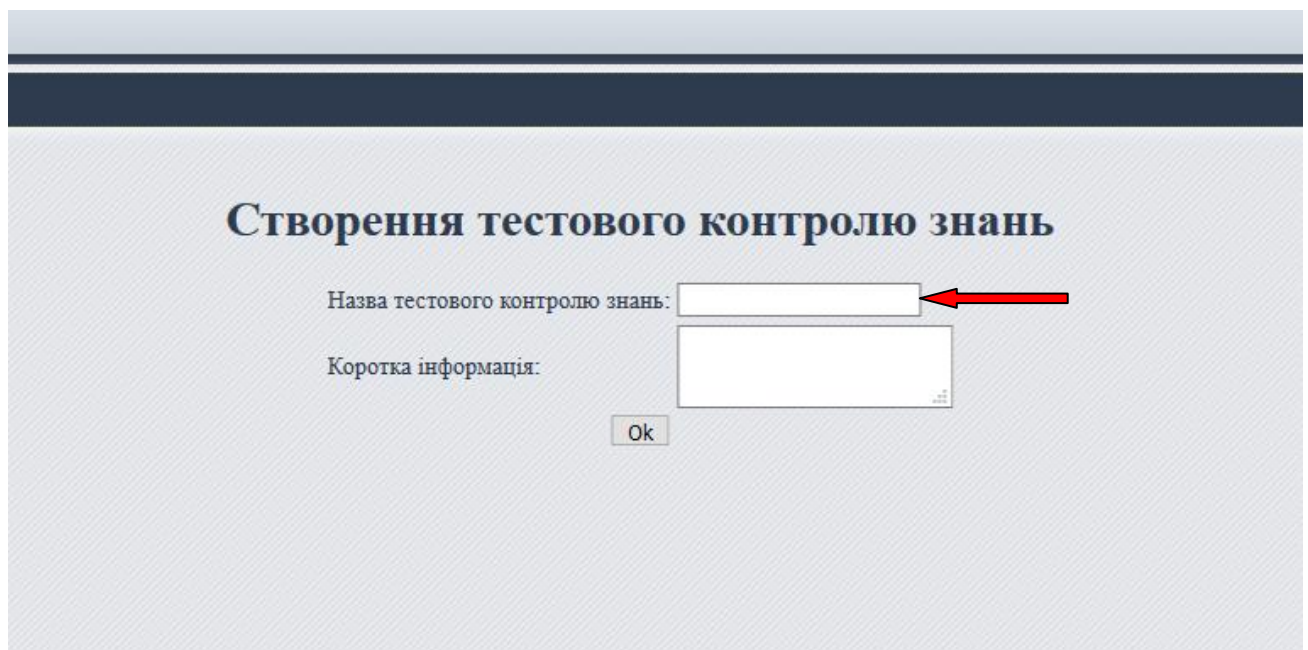 Створення тестового контролю знань
Назва тестового контролю знань:
Коротка інформація:
Ok